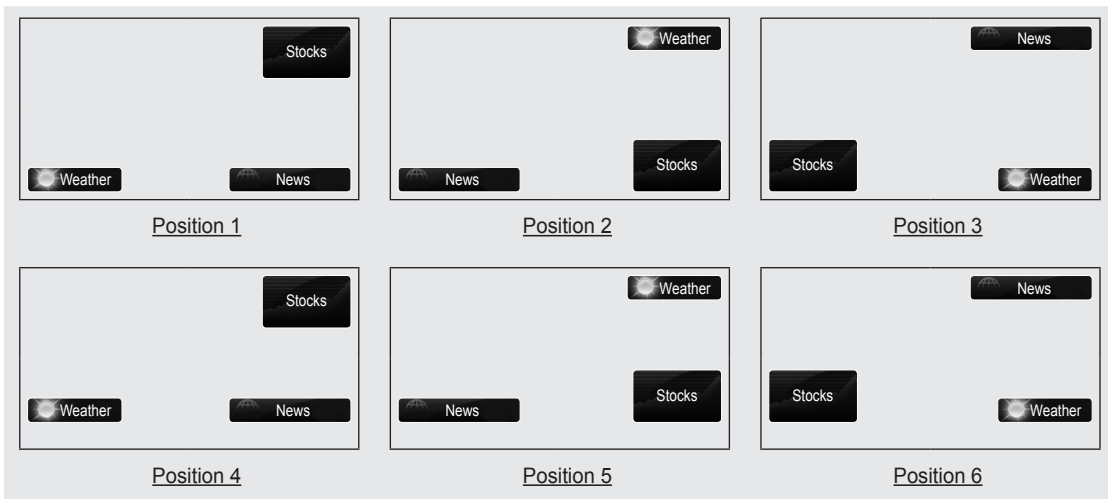 Stocks
Weather
News
Position 1
Weather
News
Stocks
Position 2
News
Stocks
Weather
Position 3
Stocks
Weather
News
Position 4
Weather
Stocks
News
Position 5
News
Stocks
Weather
Position 6